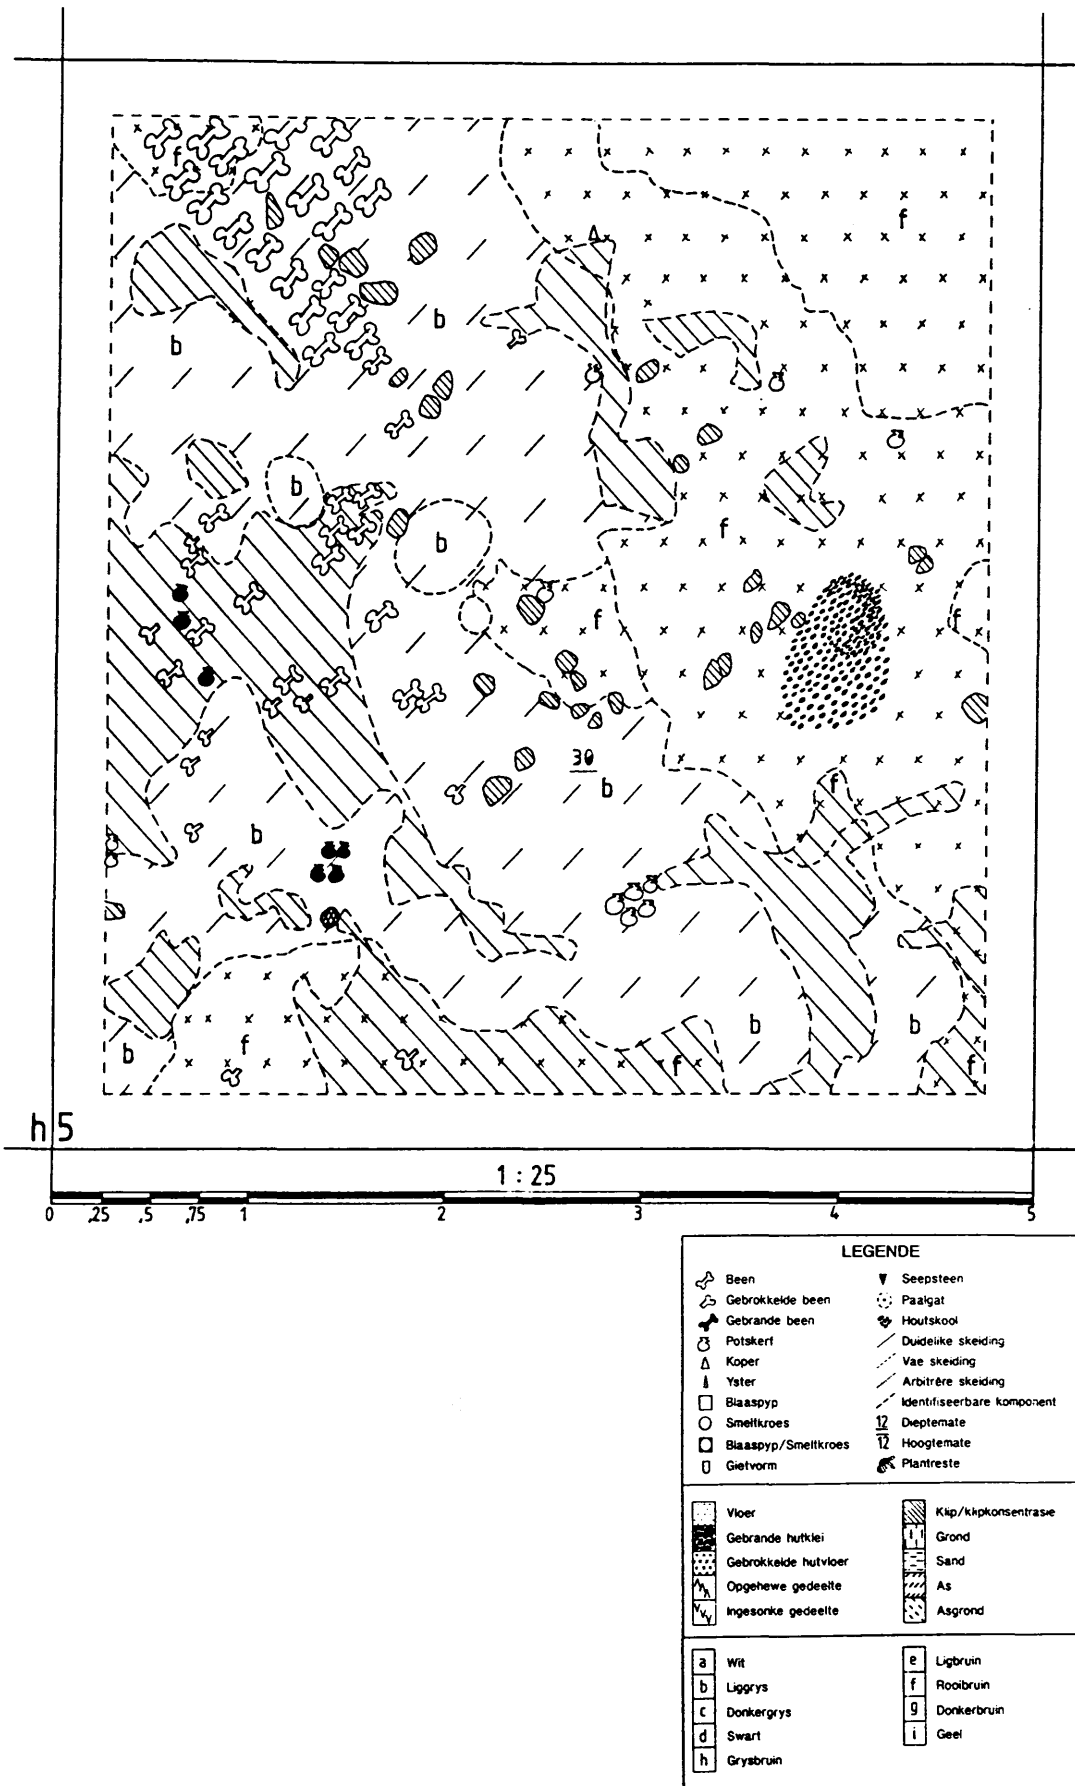 f
f
b
b
b
b
f
f
f
30
b
f
b
b
b
b
f
f
f
h5
1 : 25
0 ,25 ,5 ,75 1 2 3 4 5
LEGENDE
Been
Gebrokkelde been
Gebrande been
Potskerf
Koper
Yster
Blaaspyp
Smeltkroes
Blaaspyp/Smeltkroes
Gietvorm
Seepsteen
Paalgat
Houtskool
Duidelike skeiding
Vae skeiding
Arbitrêre skeiding
Identifiseerbare komponent
12 Dieptemate
12 Hoogtemate
Plantreste
Vloer
Gebrande hutklei
Gebrokkelde hutvloer
Opgehewe gedeelte
Ingesonke gedeelte
Klip/klipkonsentrasie
Grond
Sand
As
Asgrond
a Wit
b Liggrys
c Donkergrys
d Swart
h Grysbruin
e Ligbruin
f Rooibruin
g Donkerbruin
i Geel